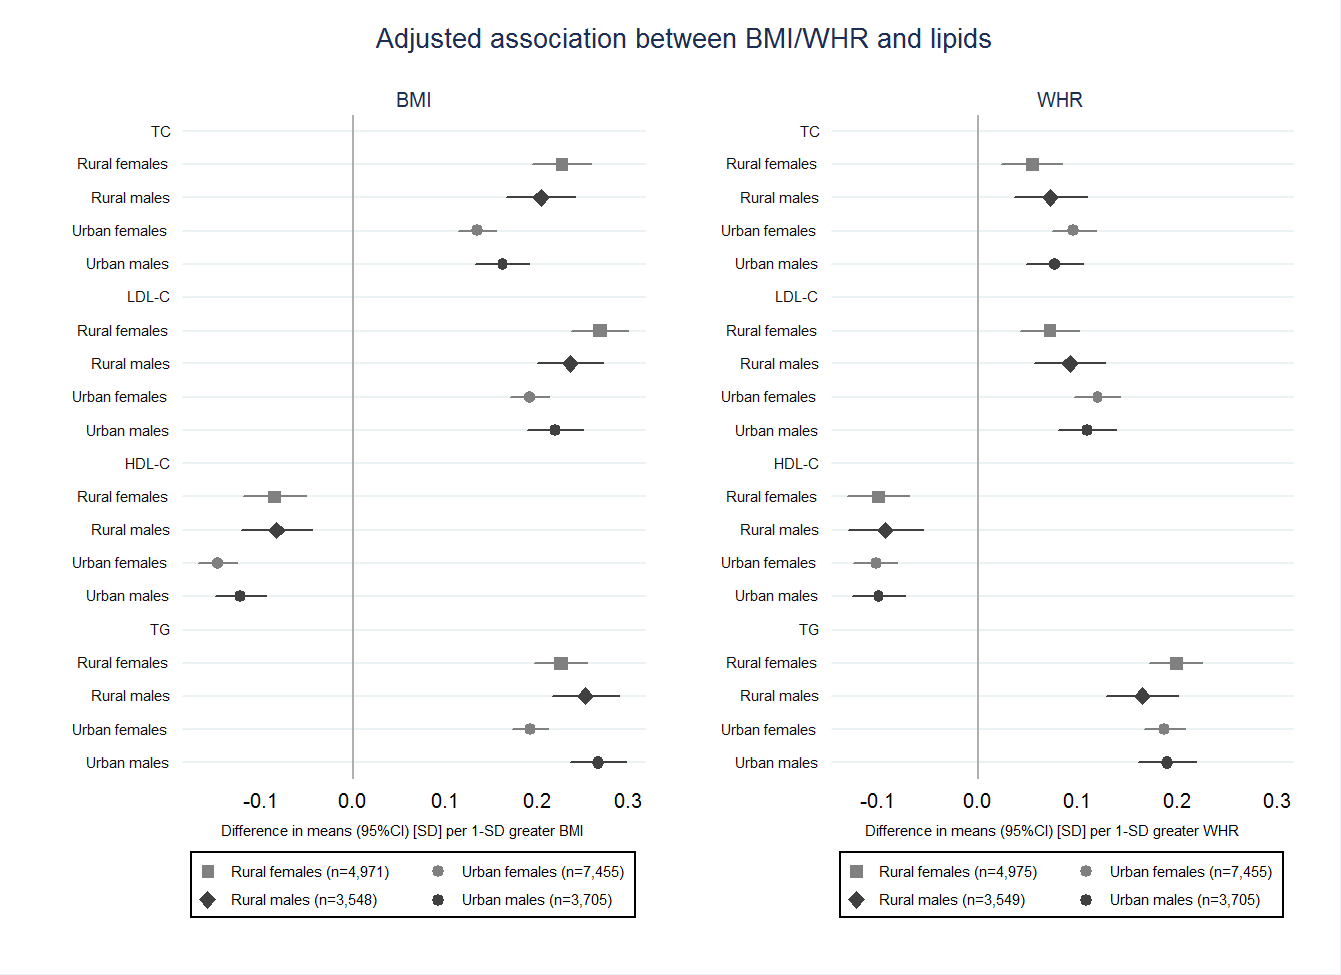 Adjusted association between BMI/WHR and lipids
BMI
TC
Rural females
Rural males
Urban females
Urban males
LDL-C
Rural females
Rural males
Urban females
Urban males
HDL-C
Rural females
Rural males
Urban females
Urban males
TG
Rural females
Rural males
Urban females
Urban males
-0.1 0.0 0.1 0.2 0.3
Difference in means (95%CI) [SD] per 1-SD greater BMI
Rural females (n=4,971) Urban females (n=7,455)
Rural males (n=3,548) Urban males (n=3,705)
WHR
TC
Rural females
Rural males
Urban females
Urban males
LDL-C
Rural females
Rural males
Urban females
Urban males
HDL-C
Rural females
Rural males
Urban females
Urban males
TG
Rural females
Rural males
Urban females
Urban males
-0.1 0.0 0.1 0.2 0.3
Difference in means (95%CI) [SD] per 1-SD greater WHR
Rural females (n=4,975) Urban females (n=7,455)
Rural males (n=3,549) Urban males (n=3,705)